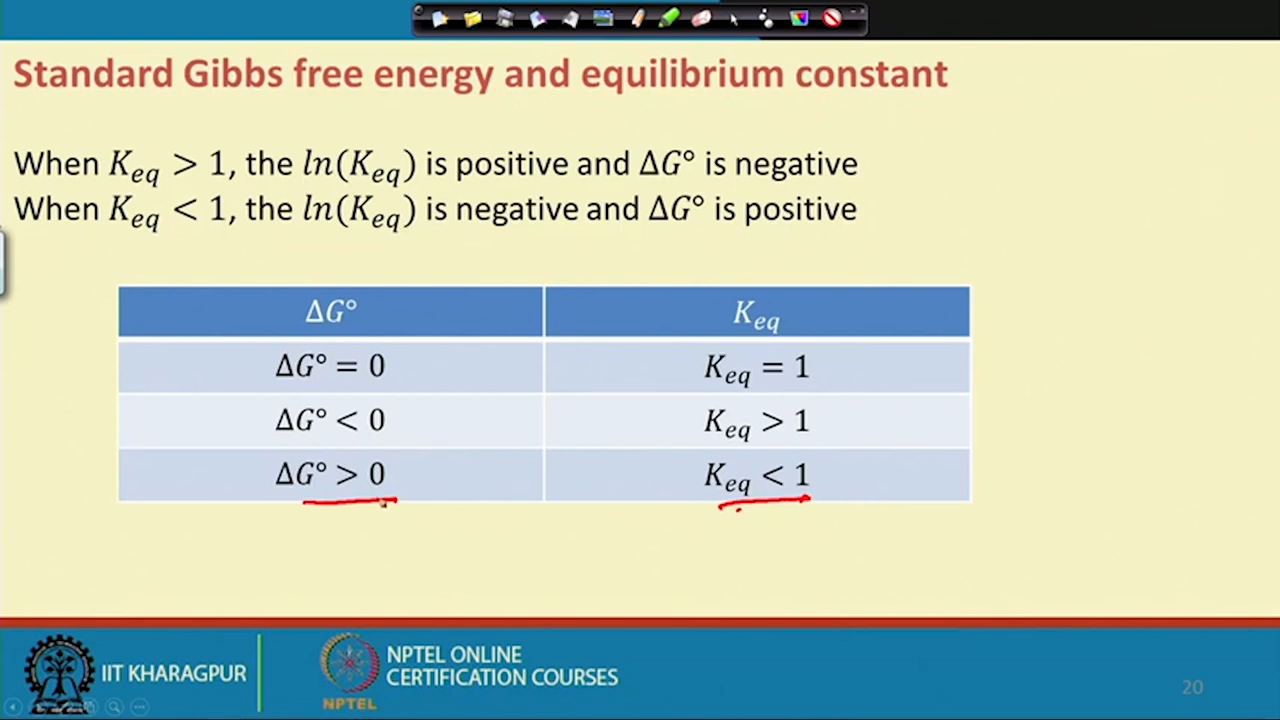 Standard Gibbs free energy and equilibrium constant
When K_eq > 1, the ln(K_eq) is positive and ΔG° is negative
When K_eq < 1, the ln(K_eq) is negative and ΔG° is positive
ΔG° K_eq
ΔG° = 0 K_eq = 1
ΔG° < 0 K_eq > 1
ΔG° > 0 K_eq < 1
IIT KHARAGPUR
NPTEL
NPTEL ONLINE
CERTIFICATION COURSES
20